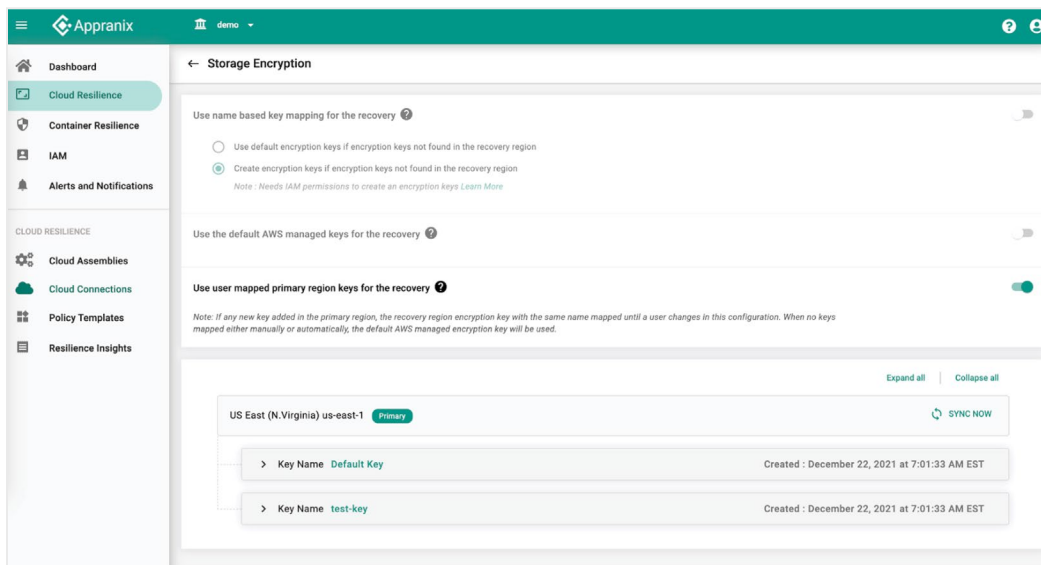 Appranix
demo
Dashboard
Cloud Resilience
Container Resilience
IAM
Alerts and Notifications
CLOUD RESILIENCE
Cloud Assemblies
Cloud Connections
Policy Templates
Resilience Insights
← Storage Encryption
Use name based key mapping for the recovery ?
Use default encryption keys if encryption keys not found in the recovery region
Create encryption keys if encryption keys not found in the recovery region
Note : Needs IAM permissions to create an encryption keys Learn More
Use the default AWS managed keys for the recovery ?
Use user mapped primary region keys for the recovery ?
Note: If any new key added in the primary region, the recovery region encryption key with the same name mapped until a user changes in this configuration. When no keys
mapped either manually or automatically, the default AWS managed encryption key will be used.
Expand all | Collapse all
US East (N.Virginia) us-east-1 Primary SYNC NOW
> Key Name Default Key Created : December 22, 2021 at 7:01:33 AM EST
> Key Name test-key Created : December 22, 2021 at 7:01:33 AM EST